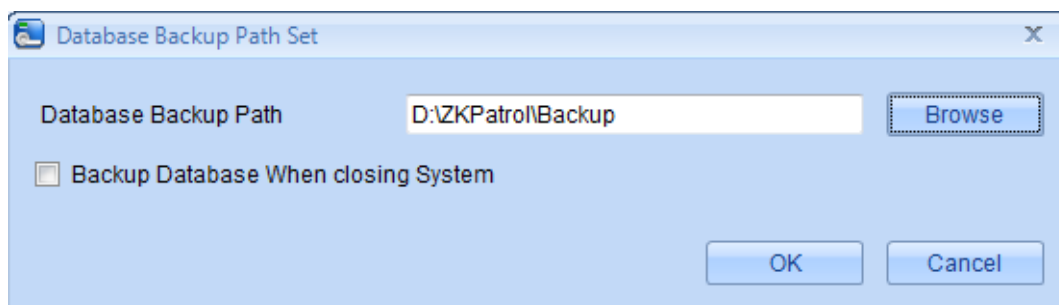 Database Backup Path Set
Database Backup Path D:\ZKPatrol\Backup Browse
Backup Database When closing System
OK Cancel